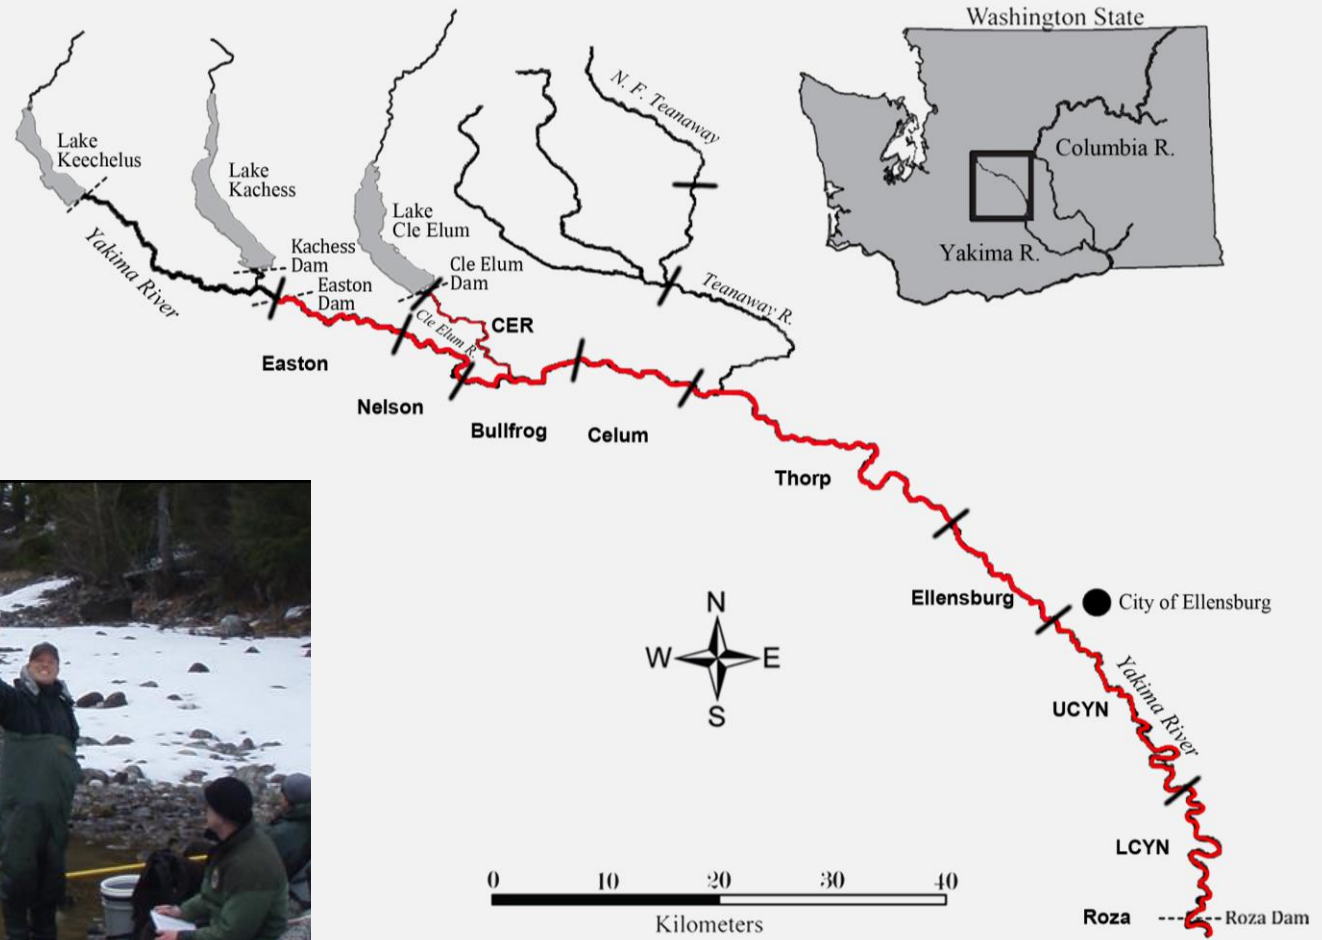 Washington State
Columbia R.
Yakima R.
N. F. Teanaway
Lake
Keechelus
Lake
Kachess
Lake
Cle Elum
Kachess
Dam
Easton
Dam
Cle Elum
Dam
Yakima River
Cle Elum R.
CER
Teanaway R.
Easton
Nelson
Bullfrog
Celum
Thorp
Ellensburg
City of Ellensburg
N
W
E
S
UCYN
Yakima River
LCYN
Roza
Roza Dam
0 10 20 30 40
Kilometers